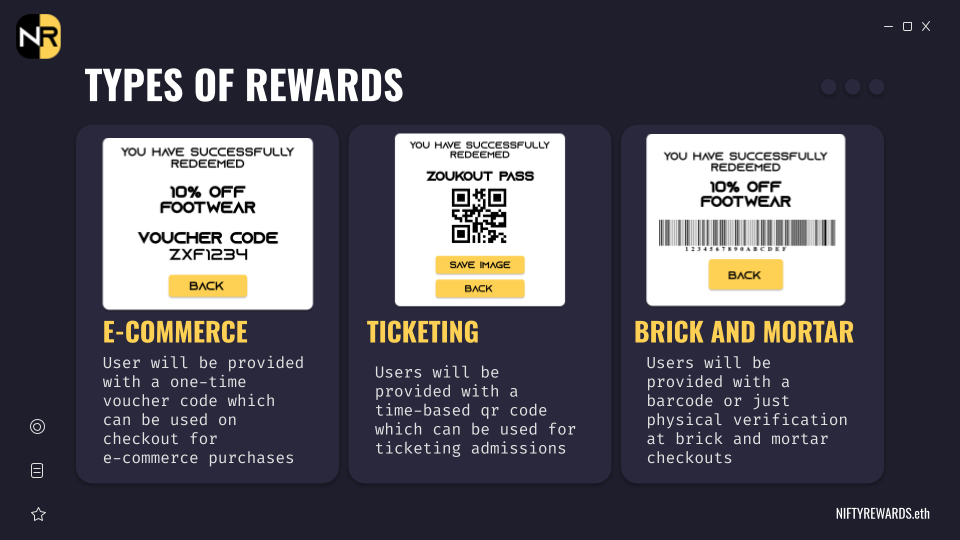 NR
TYPES OF REWARDS
YOU HAVE SUCCESSFULLY
REDEEMED
10% OFF
FOOTWEAR
VOUCHER CODE
ZXF1234
BACK
E-COMMERCE
User will be provided
with a one-time
voucher code which
can be used on
checkout for
e-commerce purchases
YOU HAVE SUCCESSFULLY
REDEEMED
ZOUKOUT PASS
SAVE IMAGE
BACK
TICKETING
Users will be
provided with a
time-based qr code
which can be used for
ticketing admissions
YOU HAVE SUCCESSFULLY
REDEEMED
10% OFF
FOOTWEAR
1234567890ABCDEF
BACK
BRICK AND MORTAR
Users will be
provided with a
barcode or just
physical verification
at brick and mortar
checkouts
NIFTYREWARDS.eth